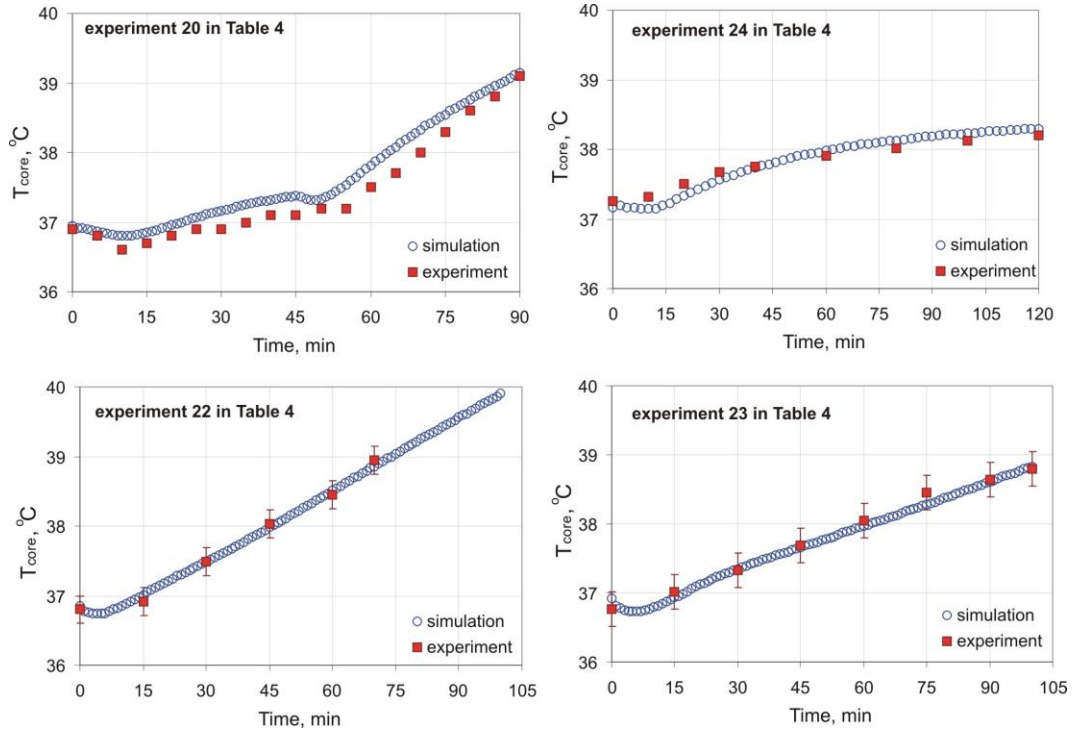 experiment 20 in Table 4
40
39
38
37
36
Tcore, oC
simulation
experiment
0 15 30 45 60 75 90
Time, min
experiment 24 in Table 4
40
39
38
37
36
Tcore, oC
simulation
experiment
0 15 30 45 60 75 90 105 120
Time, min
experiment 22 in Table 4
40
39
38
37
36
Tcore, oC
simulation
experiment
0 15 30 45 60 75 90 105
Time, min
experiment 23 in Table 4
40
39
38
37
36
Tcore, oC
simulation
experiment
0 15 30 45 60 75 90 105
Time, min